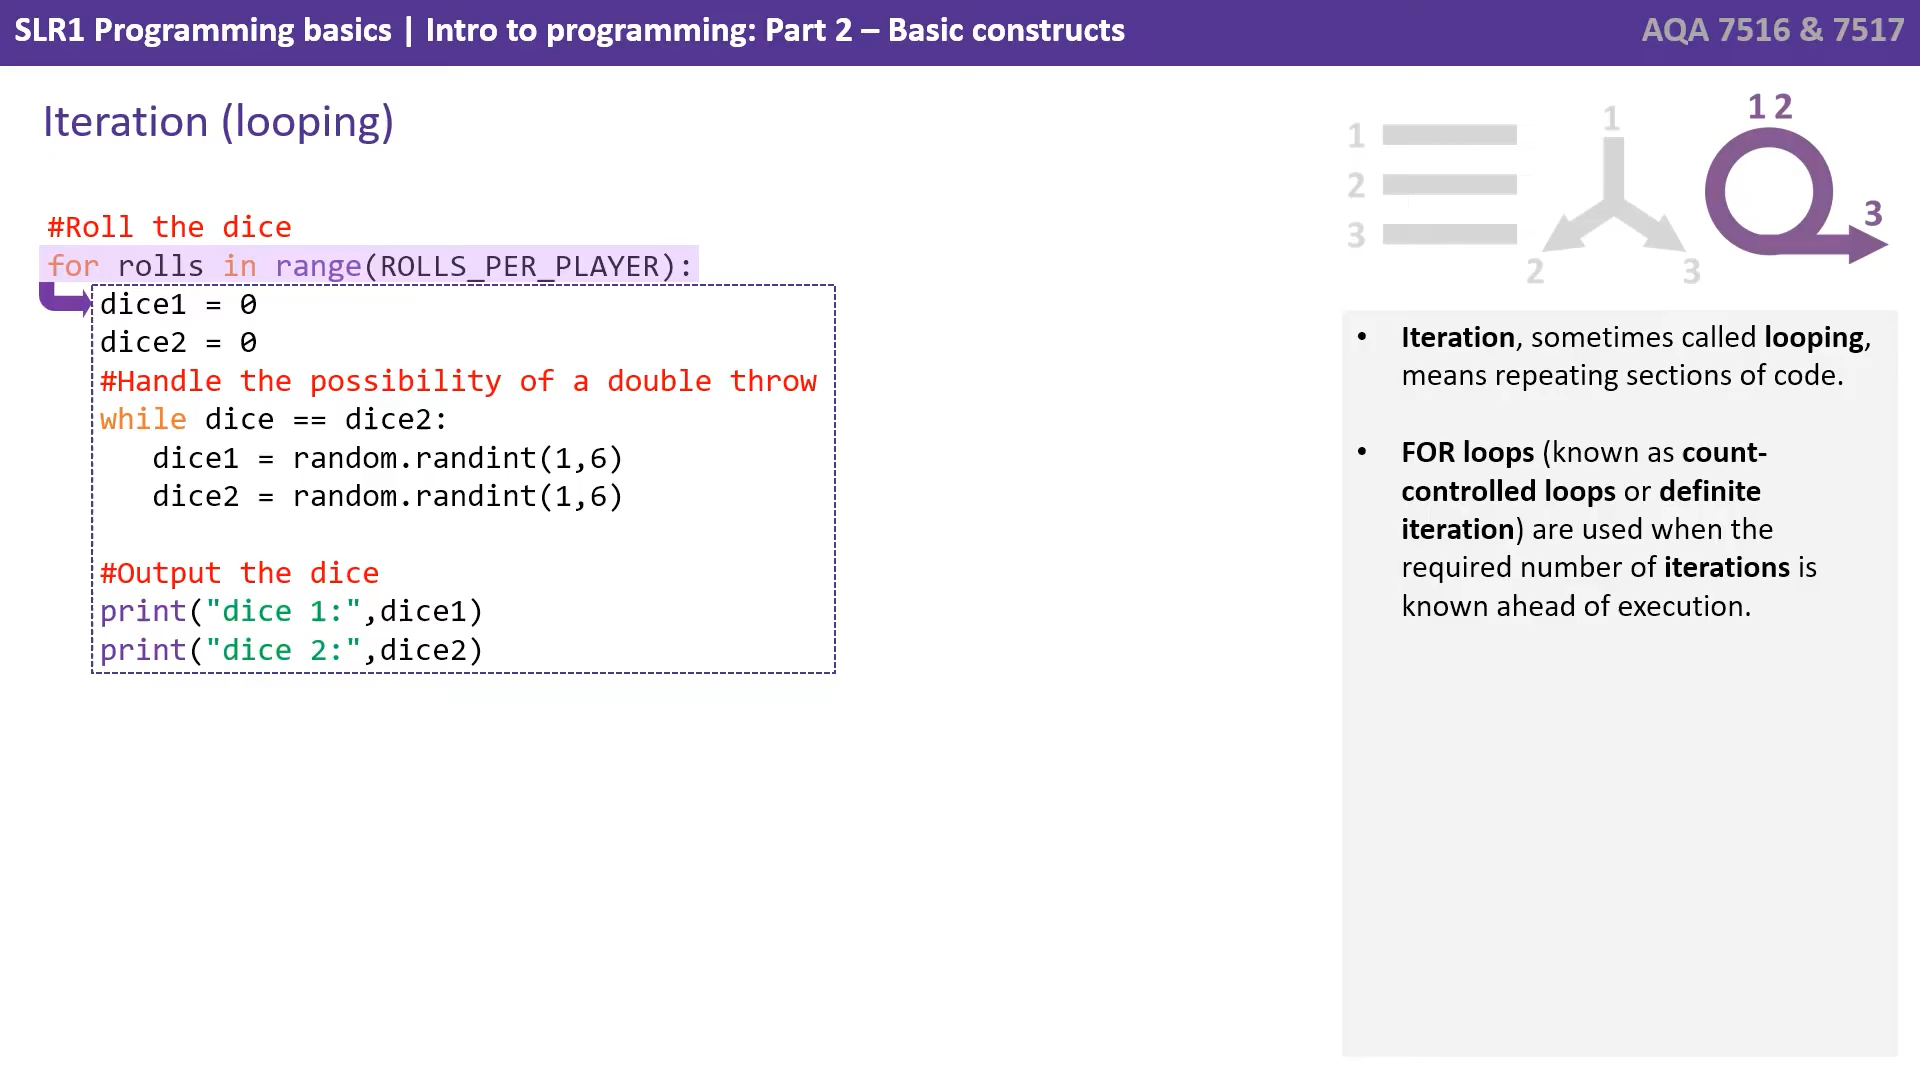 SLR1 Programming basics | Intro to programming: Part 2 – Basic constructs
AQA 7516 & 7517
Iteration (looping)
#Roll the dice
for rolls in range(ROLLS_PER_PLAYER):
dice1 = 0
dice2 = 0
#Handle the possibility of a double throw
while dice == dice2:
dice1 = random.randint(1,6)
dice2 = random.randint(1,6)
#Output the dice
print("dice 1:",dice1)
print("dice 2:",dice2)
1
2
3
1
2
3
1 2
3
• Iteration, sometimes called looping,
means repeating sections of code.
• FOR loops (known as count-
controlled loops or definite
iteration) are used when the
required number of iterations is
known ahead of execution.